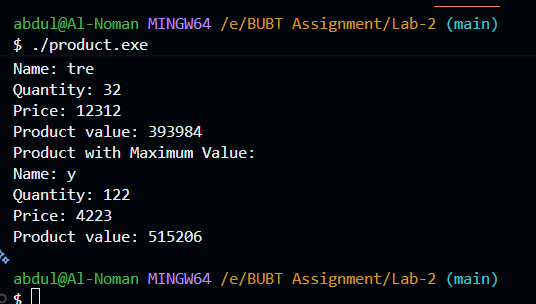 abdul@Al-Noman MINGW64 /e/BUBT Assignment/Lab-2 (main)
$ ./product.exe
Name: tre
Quantity: 32
Price: 12312
Product value: 393984
Product with Maximum Value:
Name: y
Quantity: 122
Price: 4223
Product value: 515206
abdul@Al-Noman MINGW64 /e/BUBT Assignment/Lab-2 (main)
$